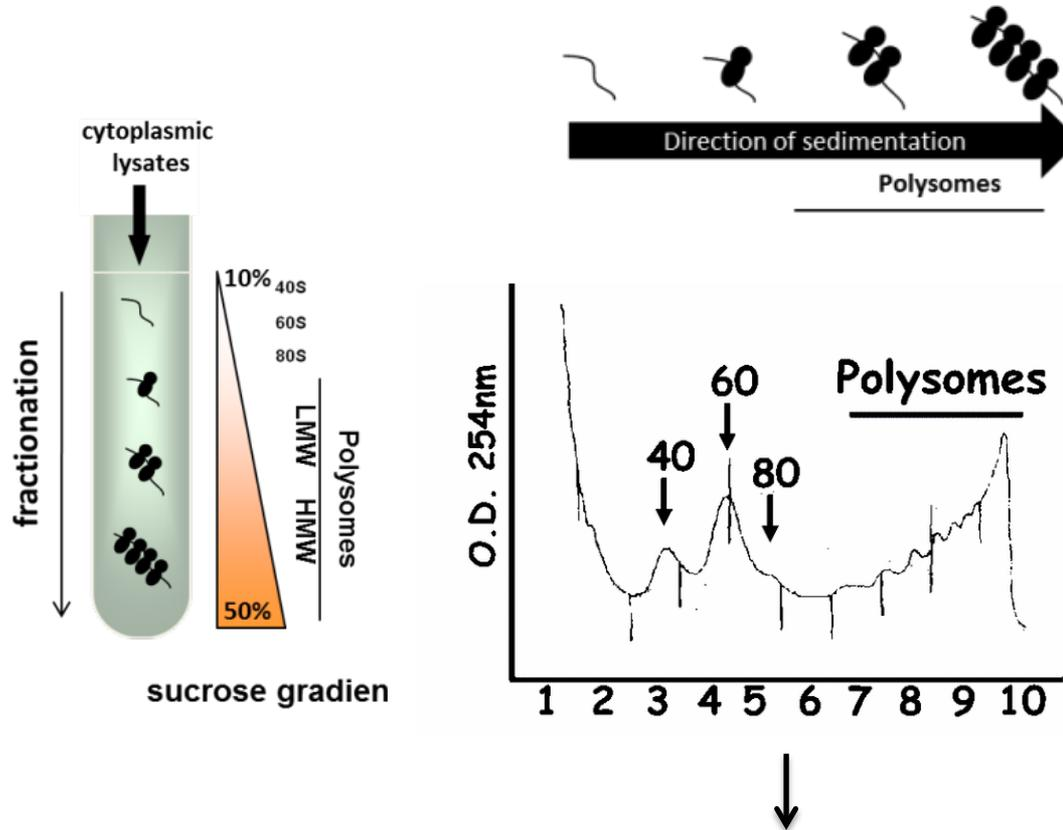 cytoplasmic
lysates
fractionation
10%
40S
60S
80S
LMW
HMW
Polysomes
50%
sucrose gradien
Direction of sedimentation
Polysomes
O.D. 254nm
40
60
80
Polysomes
1 2 3 4 5 6 7 8 9 10